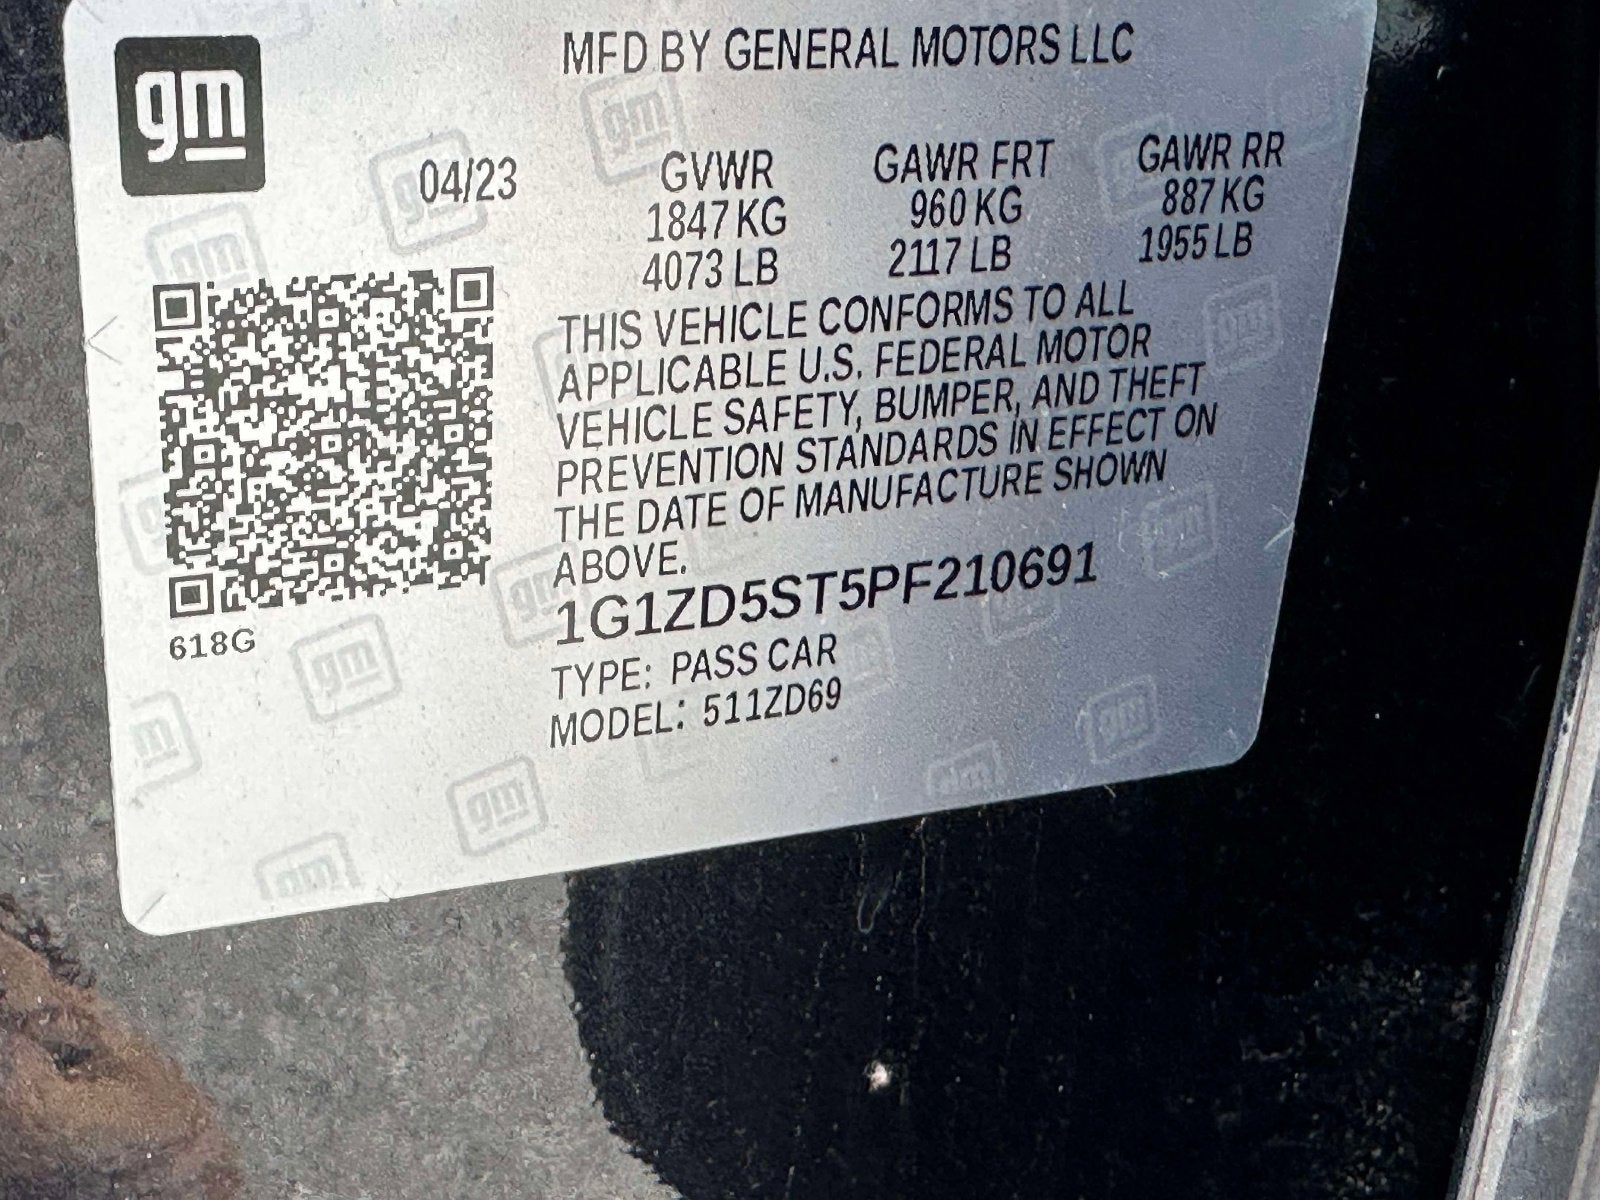 gm
MFD BY GENERAL MOTORS LLC
04/23 GVWR GAWR FRT GAWR RR
1847 KG 960 KG 887 KG
4073 LB 2117 LB 1955 LB
THIS VEHICLE CONFORMS TO ALL
APPLICABLE U.S. FEDERAL MOTOR
VEHICLE SAFETY, BUMPER, AND THEFT
PREVENTION STANDARDS IN EFFECT ON
THE DATE OF MANUFACTURE SHOWN
ABOVE.
1G1ZD5ST5PF210691
TYPE: PASS CAR
MODEL: 511ZD69
618G